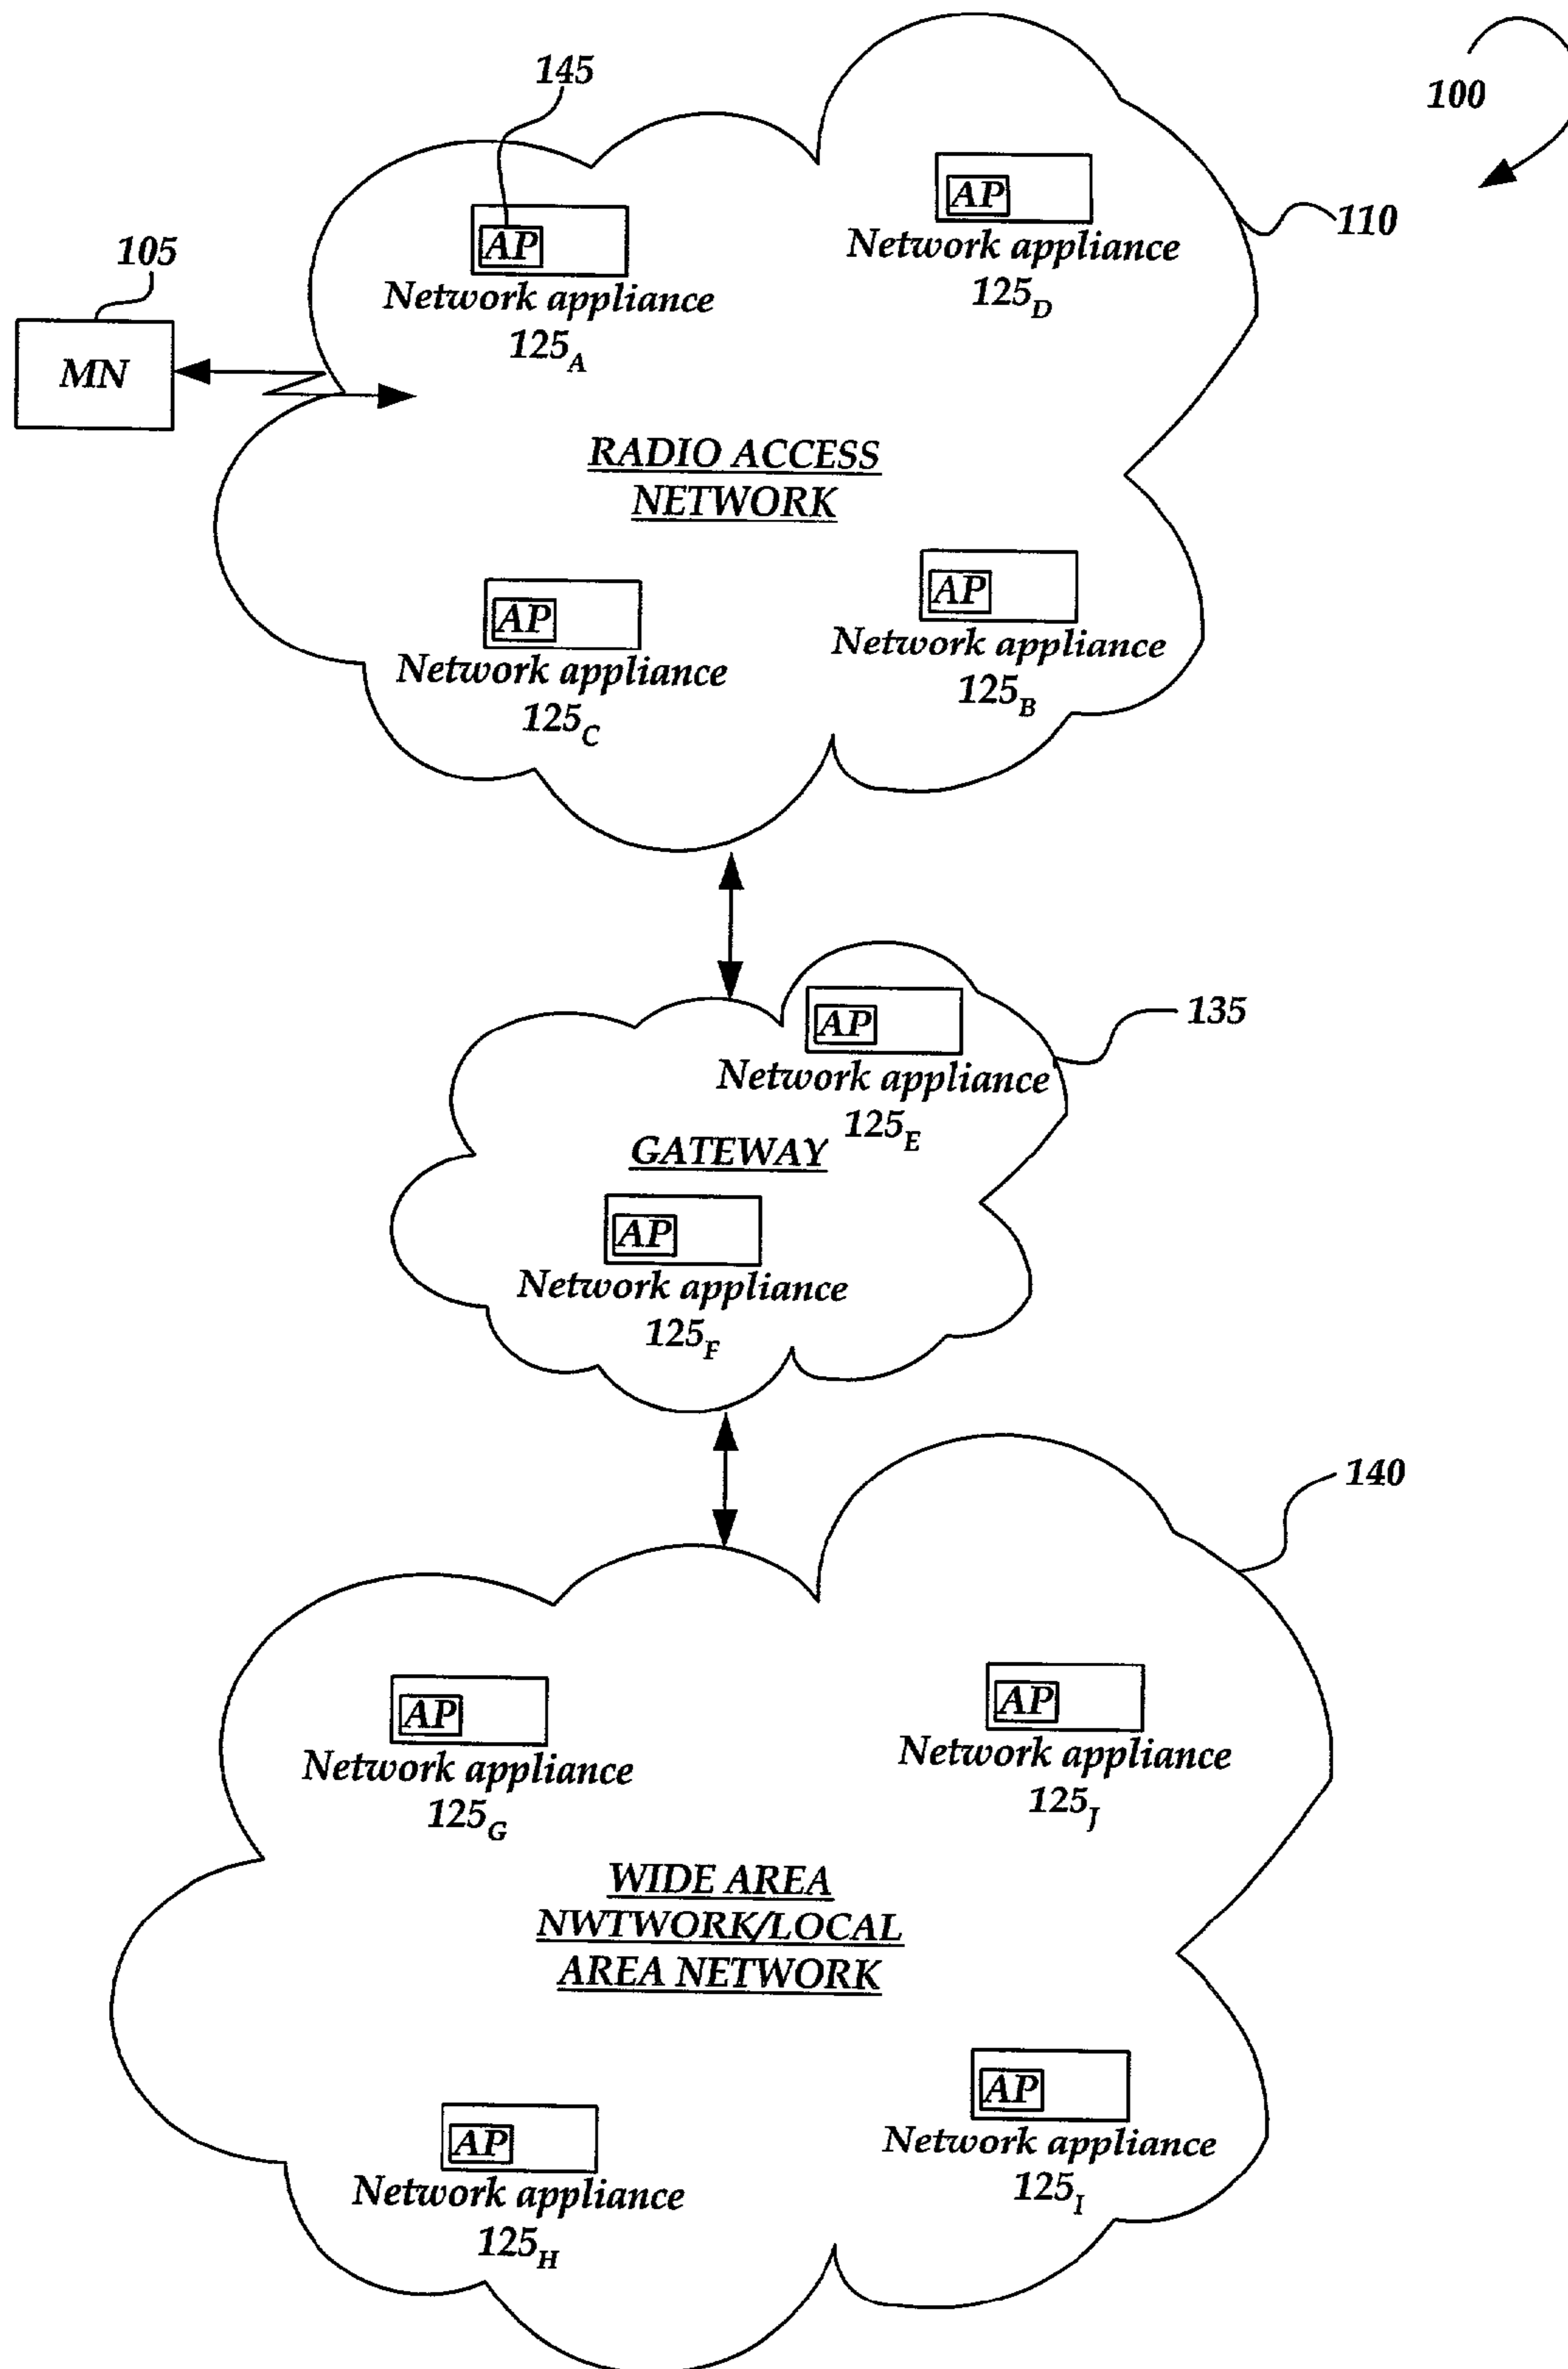 145
100
AP
110
AP
Network appliance
105
125D
Network appliance
125A
MN
RADIO ACCESS
NETWORK
AP
AP
Network appliance
Network appliance
125B
125C
AP
135
Network appliance
125E
GATEWAY
AP
Network appliance
125F
140
AP
AP
Network appliance
Network appliance
125J
125G
WIDE AREA
NWTWORK/LOCAL
AREA NETWORK
AP
AP
Network appliance
125I
Network appliance
125H